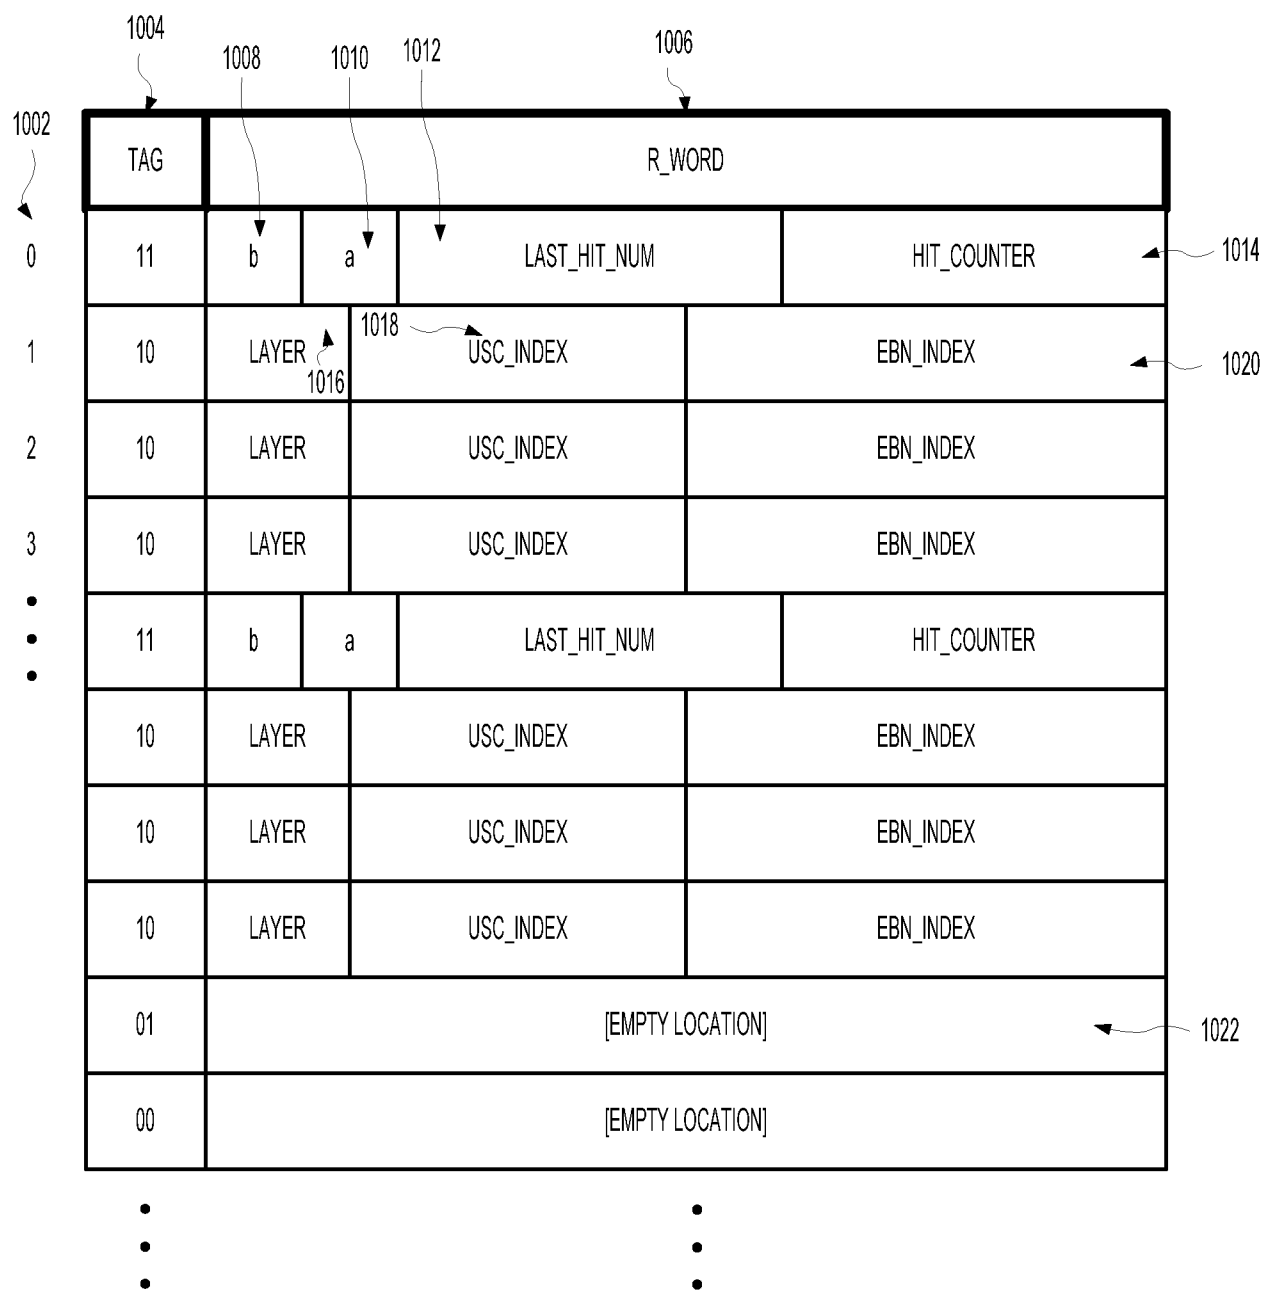 1004
1006
1012
1010
1008
1002
TAG R_WORD
0 11 b a LAST_HIT_NUM HIT_COUNTER 1014
1018
1 10 LAYER USC_INDEX EBN_INDEX 1020
1016
2 10 LAYER USC_INDEX EBN_INDEX
3 10 LAYER USC_INDEX EBN_INDEX
11 b a LAST_HIT_NUM HIT_COUNTER
10 LAYER USC_INDEX EBN_INDEX
10 LAYER USC_INDEX EBN_INDEX
10 LAYER USC_INDEX EBN_INDEX
01 [EMPTY LOCATION] 1022
00 [EMPTY LOCATION]